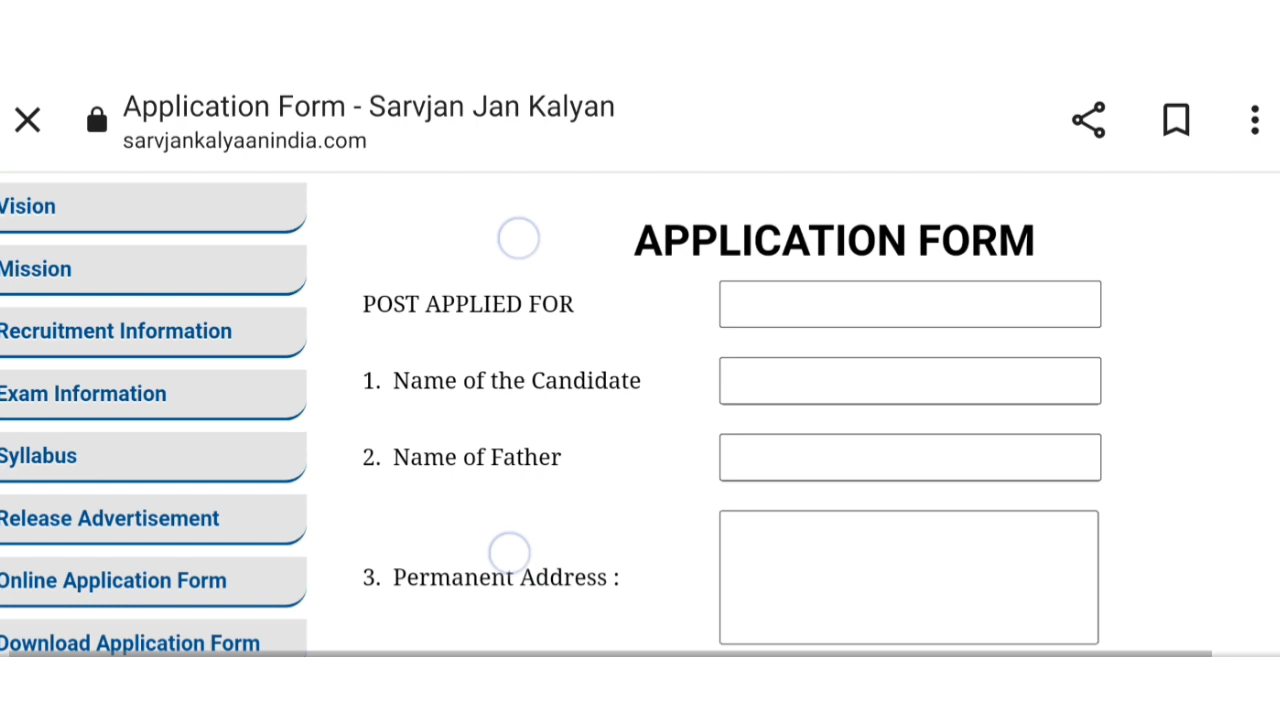 Application Form - Sarvjan Jan Kalyan
sarvjankalyaanindia.com
Vision
Mission
Recruitment Information
Exam Information
Syllabus
Release Advertisement
Online Application Form
Download Application Form
APPLICATION FORM
POST APPLIED FOR
1. Name of the Candidate
2. Name of Father
3. Permanent Address :